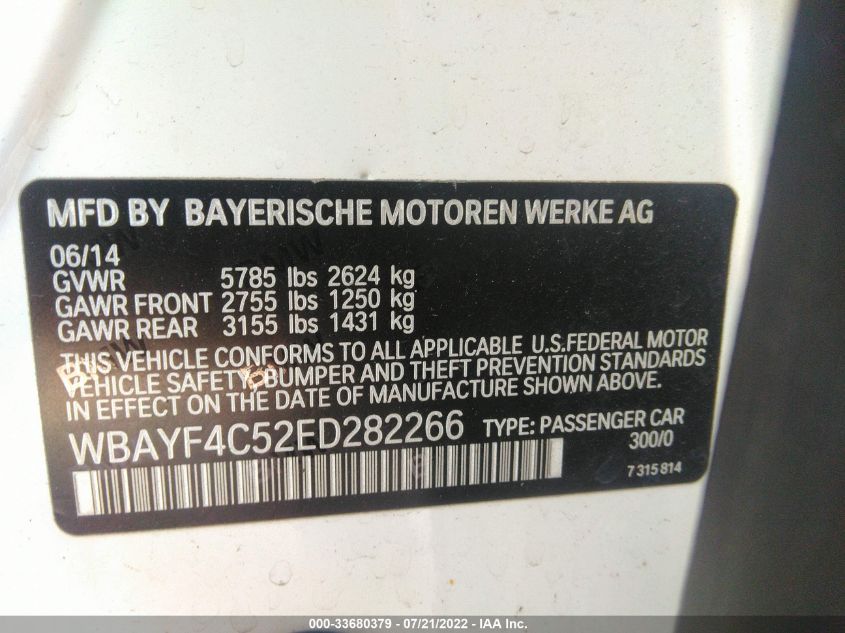 MFD BY BAYERISCHE MOTOREN WERKE AG
06/14
GVWR 5785 lbs 2624 kg
GAWR FRONT 2755 lbs 1250 kg
GAWR REAR 3155 lbs 1431 kg
THIS VEHICLE CONFORMS TO ALL APPLICABLE U.S.FEDERAL MOTOR
VEHICLE SAFETY, BUMPER AND THEFT PREVENTION STANDARDS
IN EFFECT ON THE DATE OF MANUFACTURE SHOWN ABOVE.
WBAYF4C52ED282266 TYPE: PASSENGER CAR
300/0
7 315 814
000-33680379 - 07/21/2022 - IAA Inc.